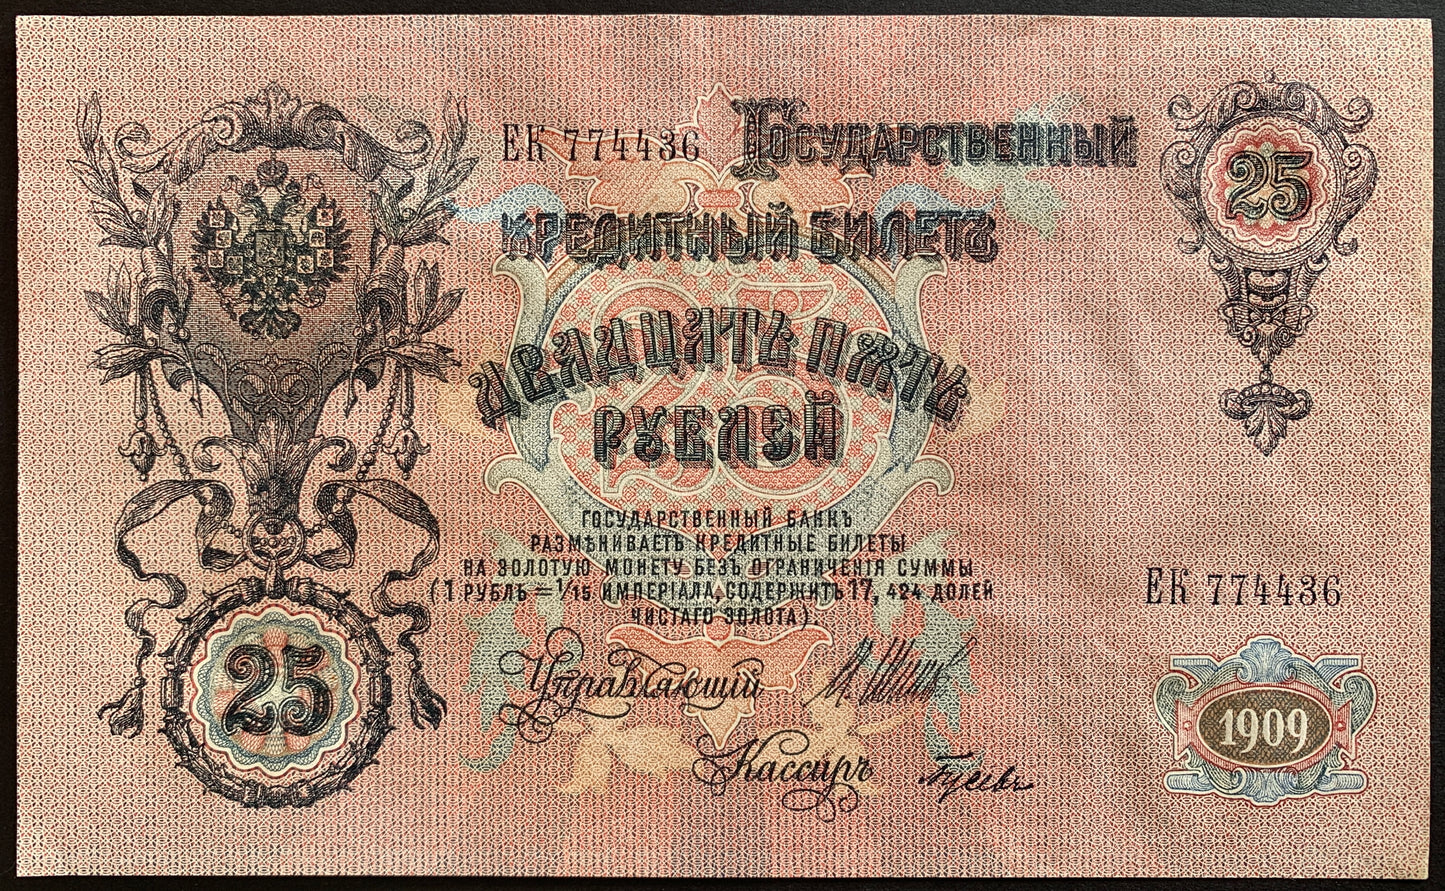 ЕК 774436 Государственный
25
Кредитный Билетъ
25
Двадцать пять
рублей
Государственный Банкъ
размѣниваетъ кредитные билеты
на золотую монету безъ ограниченія суммы
(1 рубль = 1/15 имперіала, содержитъ 17,424 долей
чистаго золота).
ЕК 774436
Управляющій
25
1909
Кассиръ
Гусевъ